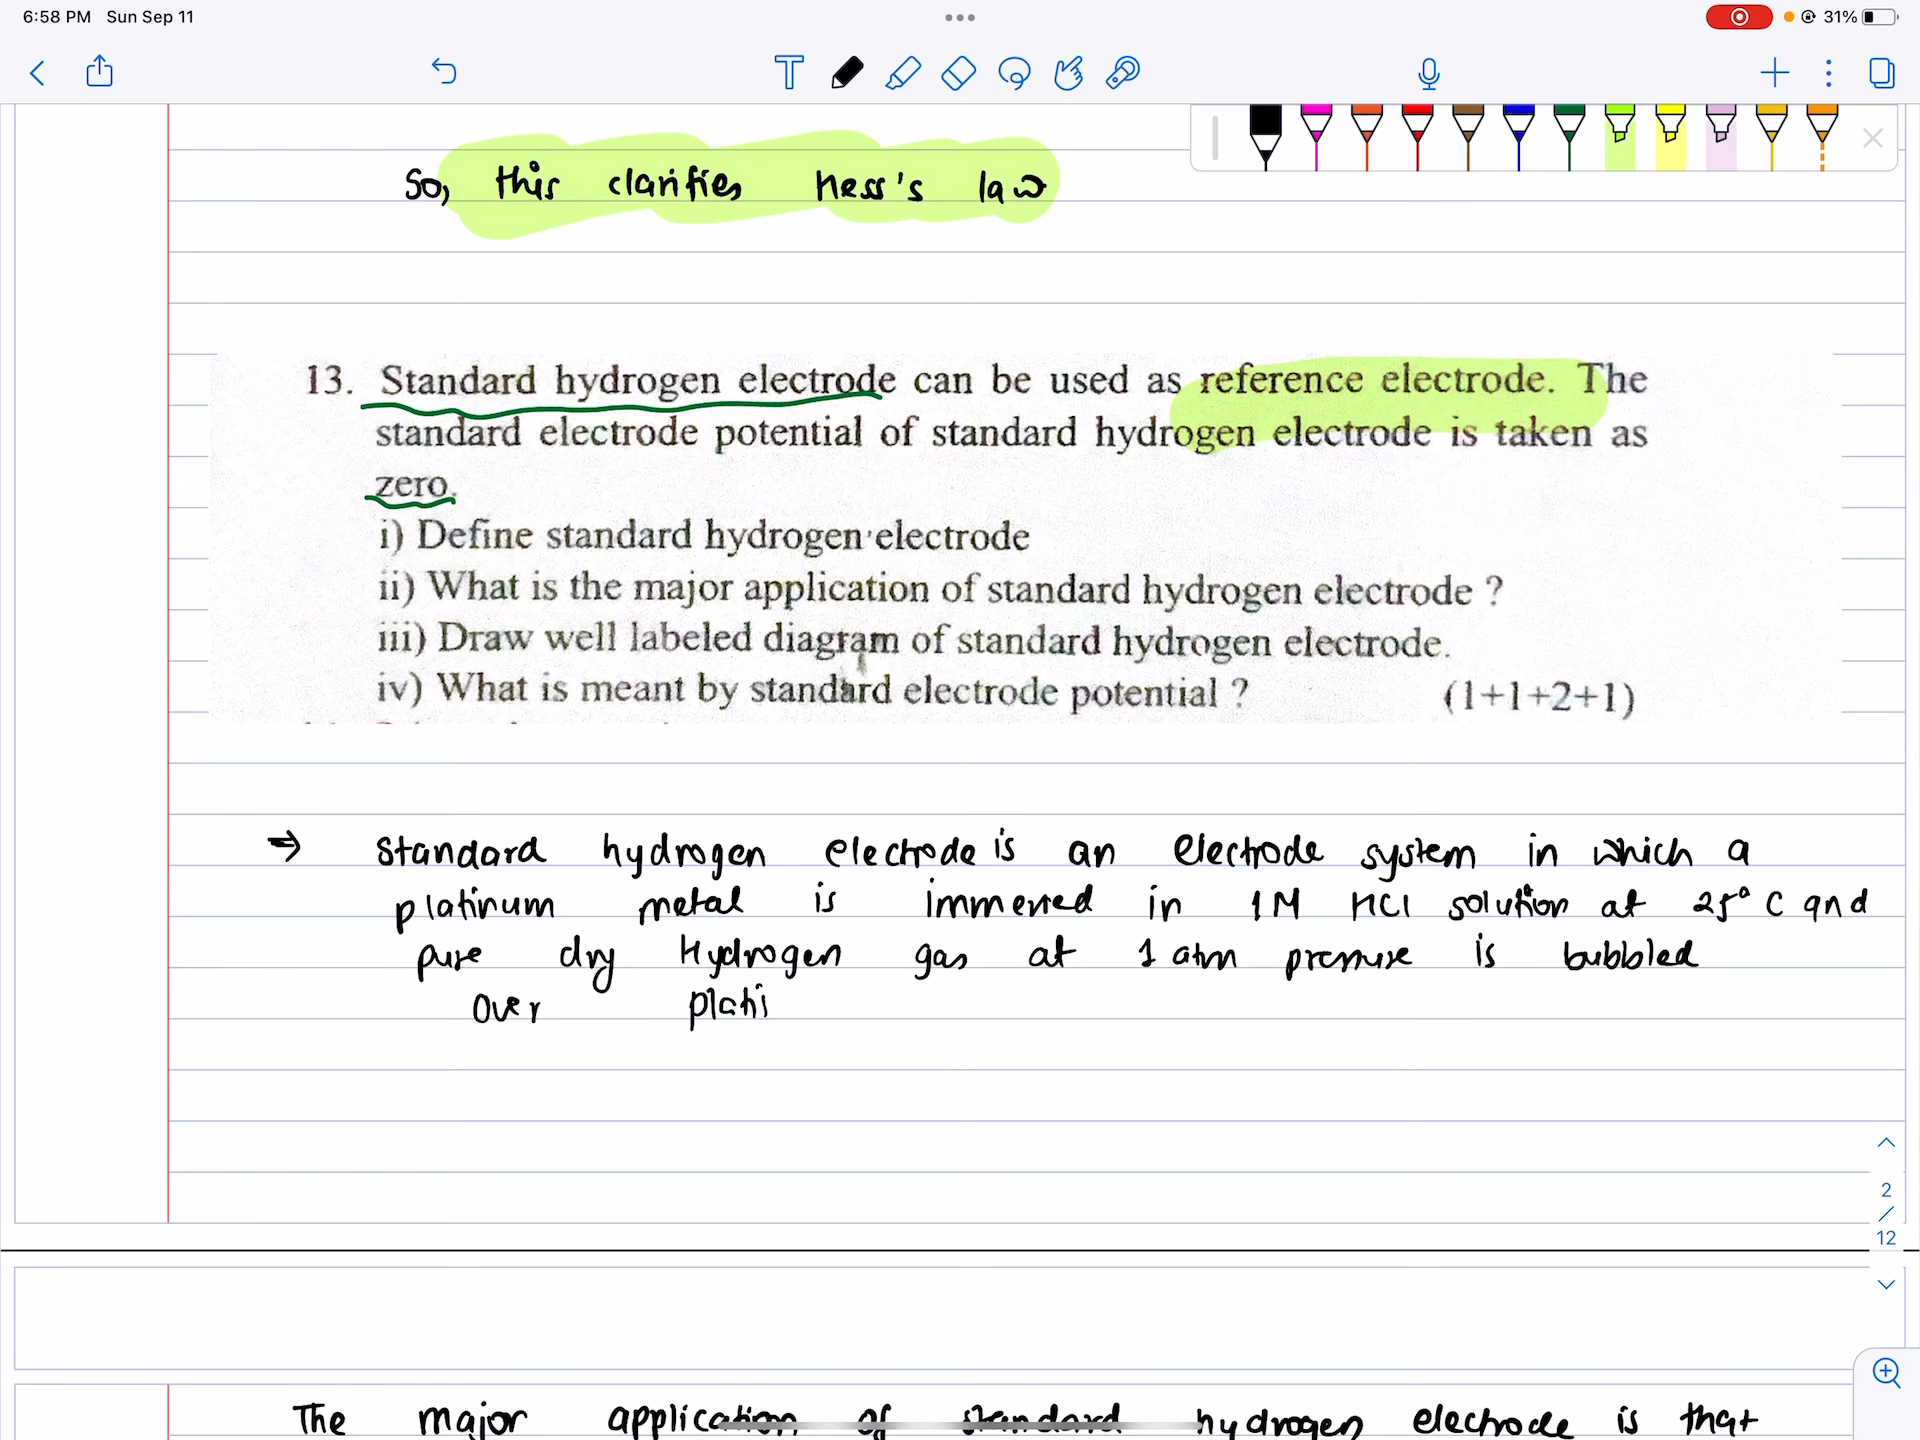 6:58 PM Sun Sep 11
31%
So, this clarifies Hess's law
13. Standard hydrogen electrode can be used as reference electrode. The
standard electrode potential of standard hydrogen electrode is taken as
zero.
i) Define standard hydrogen electrode
ii) What is the major application of standard hydrogen electrode ?
iii) Draw well labeled diagram of standard hydrogen electrode.
iv) What is meant by standard electrode potential ? (1+1+2+1)
→ Standard hydrogen electrode is an electrode system in which a
platinum metal is immersed in 1M HCl solution at 25° C and
pure dry Hydrogen gas at 1 atm pressure is bubbled
over plati
2
/
12
The major application of standard hydrogen electrode is that